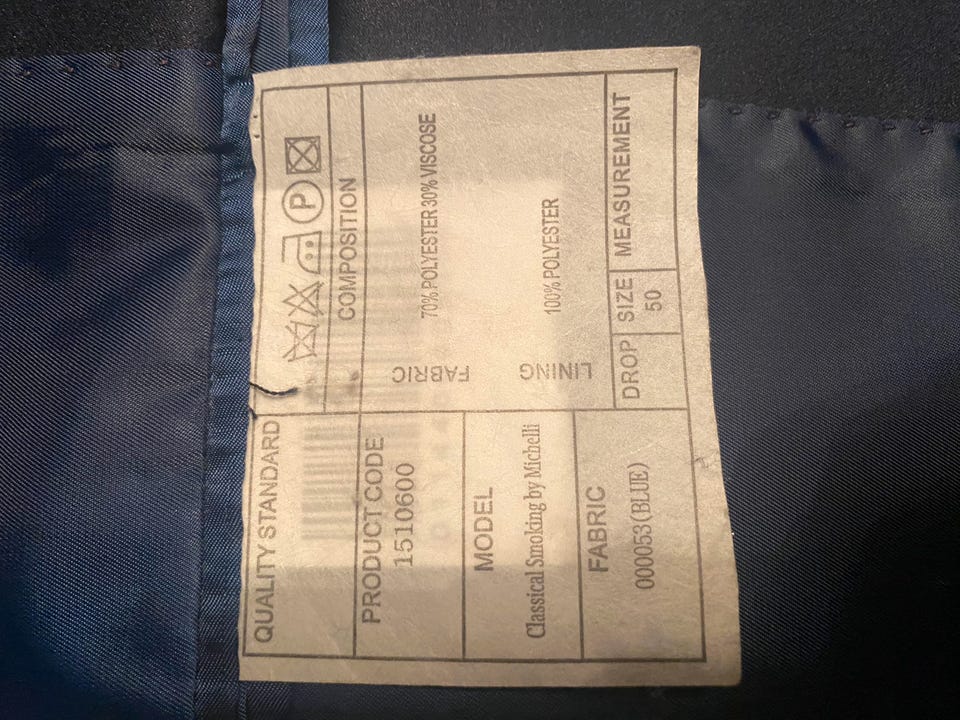 QUALITY STANDARD
P
COMPOSITION
PRODUCT CODE
1510600
FABRIC
70% POLYESTER 30% VISCOSE
MODEL
Classical Smoking by Michelli
LINING
100% POLYESTER
FABRIC
000053(BLUE)
DROP
SIZE
50
MEASUREMENT